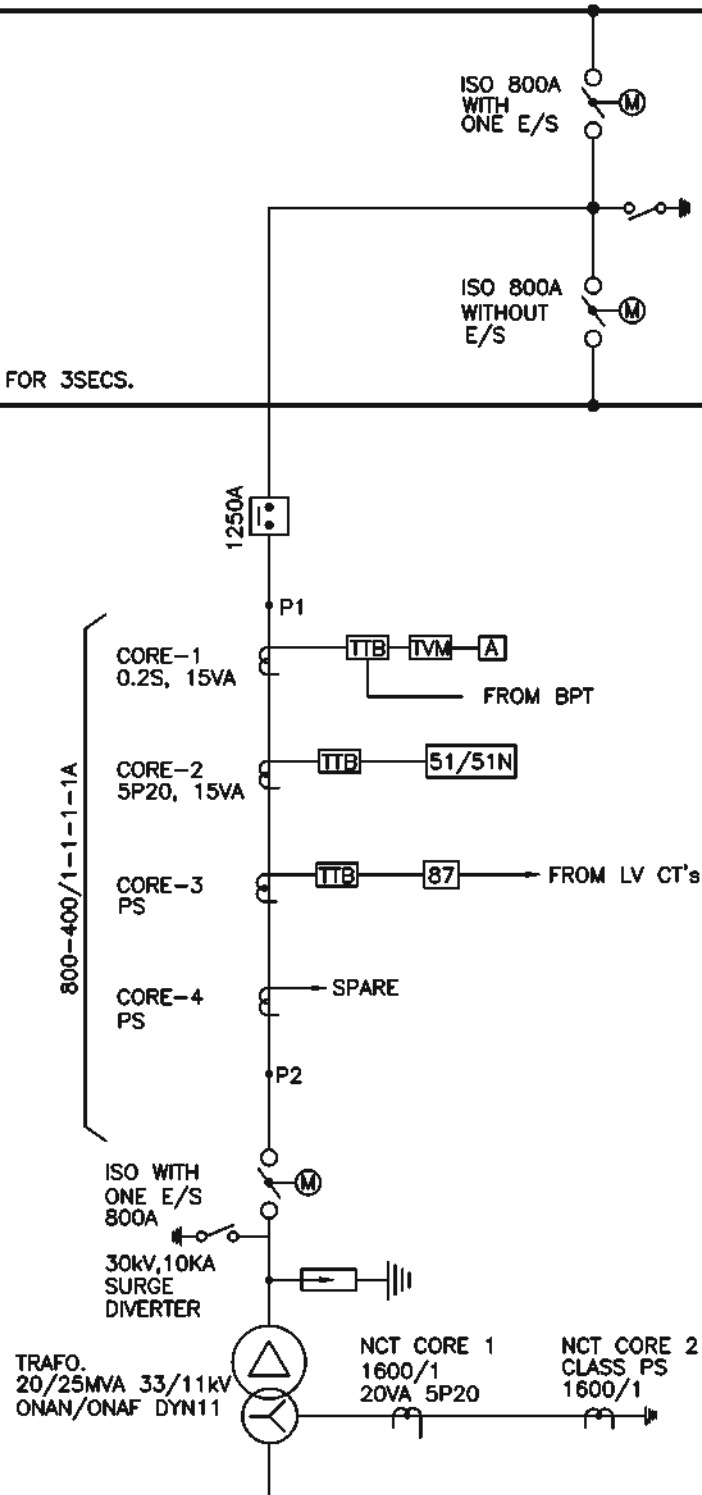 ISO 800A
WITH
ONE E/S
M
ISO 800A
WITHOUT
E/S
M
FOR 3SECS.
1250A
P1
800-400/1-1-1-1-1A
CORE-1
0.2S, 15VA
TTB
TVM
A
FROM BPT
CORE-2
5P20, 15VA
TTB
51/51N
CORE-3
PS
TTB
87
FROM LV CT's
CORE-4
PS
SPARE
P2
ISO WITH
ONE E/S
800A
M
30kV,10KA
SURGE
DIVERTER
TRAFO.
20/25MVA 33/11kV
ONAN/ONAF DYN11
NCT CORE 1
1600/1
20VA 5P20
NCT CORE 2
CLASS PS
1600/1